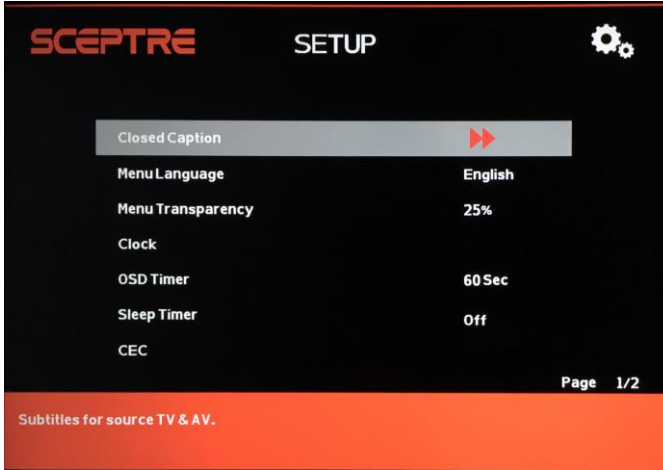 SCEPTRE SETUP
Closed Caption
Menu Language English
Menu Transparency 25%
Clock
OSD Timer 60 Sec
Sleep Timer Off
CEC
Page 1/2
Subtitles for source TV & AV.